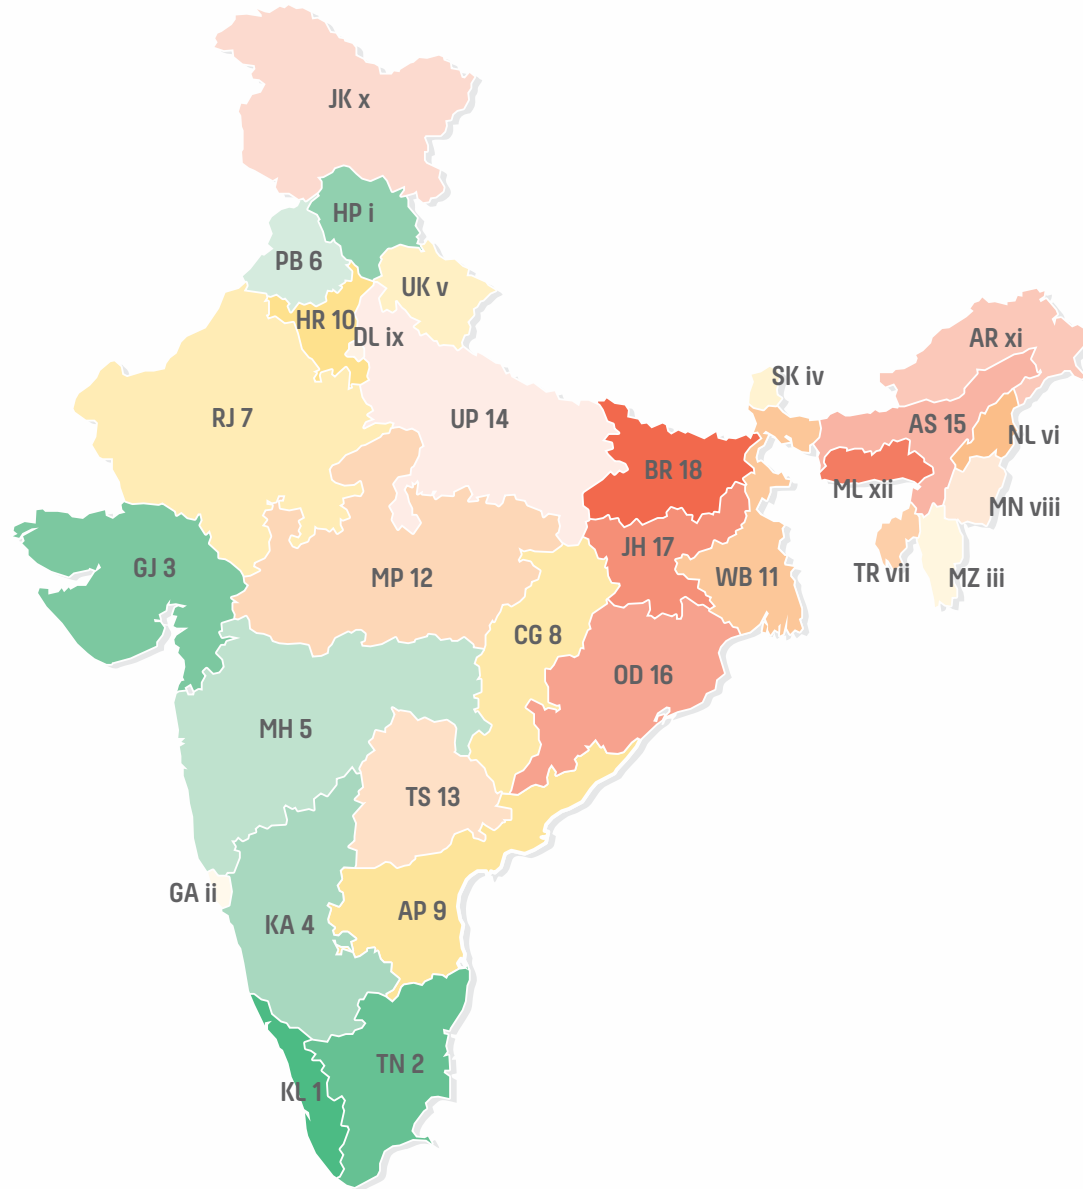 JK x
HP i
PB 6
UK v
HR 10
DL ix
AR xi
SK iv
RJ 7
UP 14
AS 15
NL vi
BR 18
ML xii
MN viii
JH 17
GJ 3
MP 12
WB 11
TR vii
MZ iii
CG 8
OD 16
MH 5
TS 13
GA ii
AP 9
KA 4
TN 2
KL 1